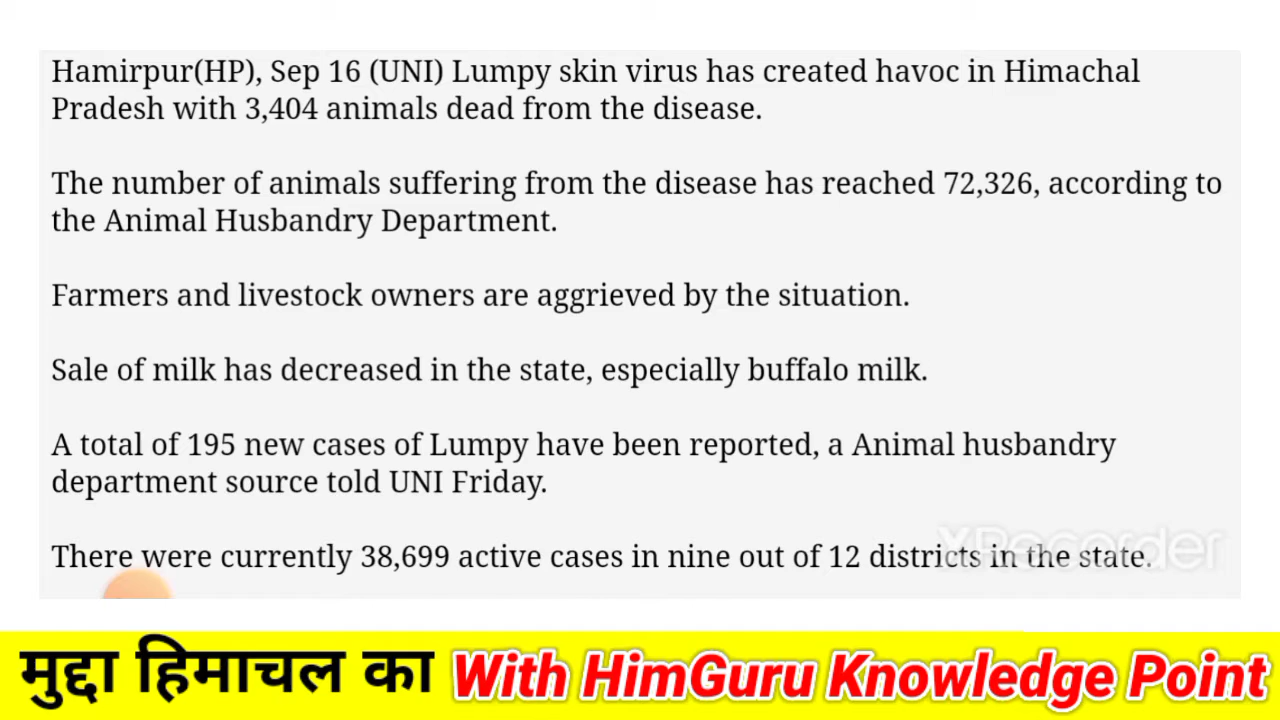 Hamirpur(HP), Sep 16 (UNI) Lumpy skin virus has created havoc in Himachal
Pradesh with 3,404 animals dead from the disease.
The number of animals suffering from the disease has reached 72,326, according to
the Animal Husbandry Department.
Farmers and livestock owners are aggrieved by the situation.
Sale of milk has decreased in the state, especially buffalo milk.
A total of 195 new cases of Lumpy have been reported, a Animal husbandry
department source told UNI Friday.
XRecorder
There were currently 38,699 active cases in nine out of 12 districts in the state.
मुद्दा हिमाचल का With HimGuru Knowledge Point